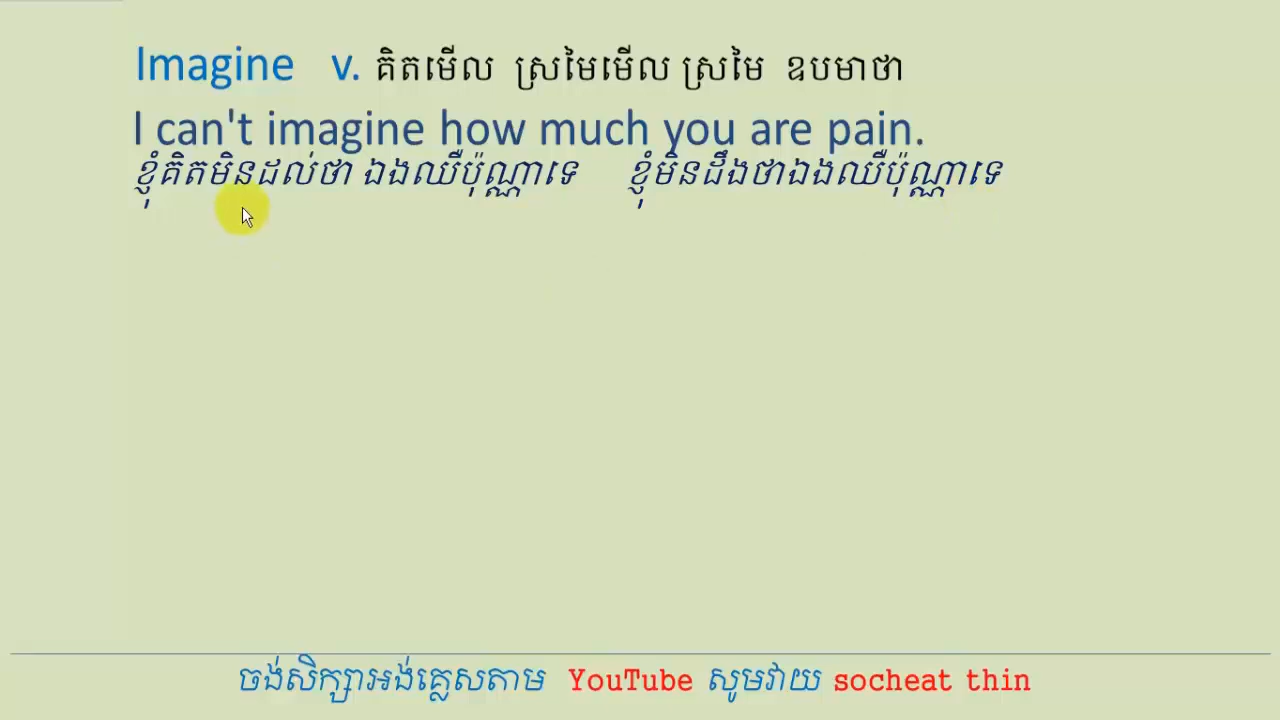 Imagine v. គិតមើល ស្រមៃមើល ស្រមៃ ឧបមាថា
I can't imagine how much you are pain.
ខ្ញុំគិតមិនដល់ថា ឯងឈឺប៉ុណ្ណាទេ ខ្ញុំមិនដឹងថាឯងឈឺប៉ុណ្ណាទេ
ចង់សិក្សាអង់គ្លេសតាម YouTube សូមវាយ socheat thin